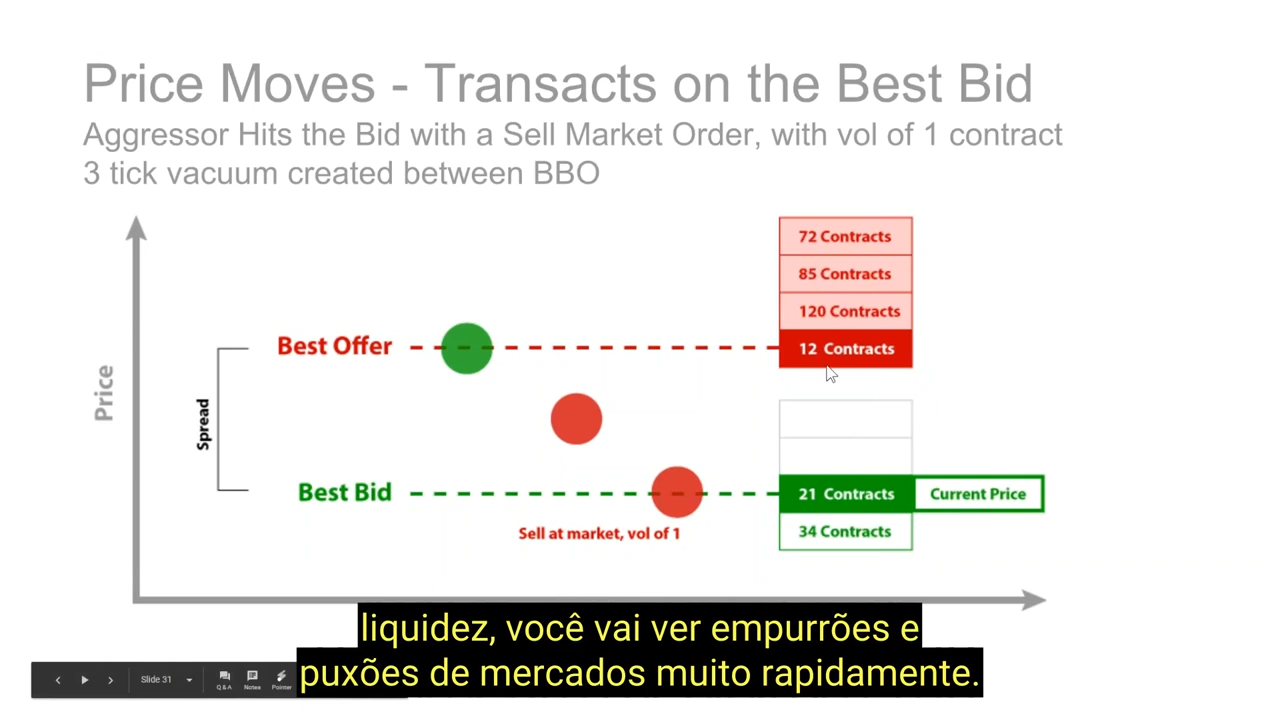 Price Moves - Transacts on the Best Bid
Aggressor Hits the Bid with a Sell Market Order, with vol of 1 contract
3 tick vacuum created between BBO
72 Contracts
85 Contracts
120 Contracts
Best Offer
12 Contracts
Price
Spread
Best Bid
21 Contracts
Current Price
Sell at market, vol of 1
34 Contracts
liquidez, você vai ver empurrões e
puxões de mercados muito rapidamente.
Slide 31
Q & A
Notes
Pointer